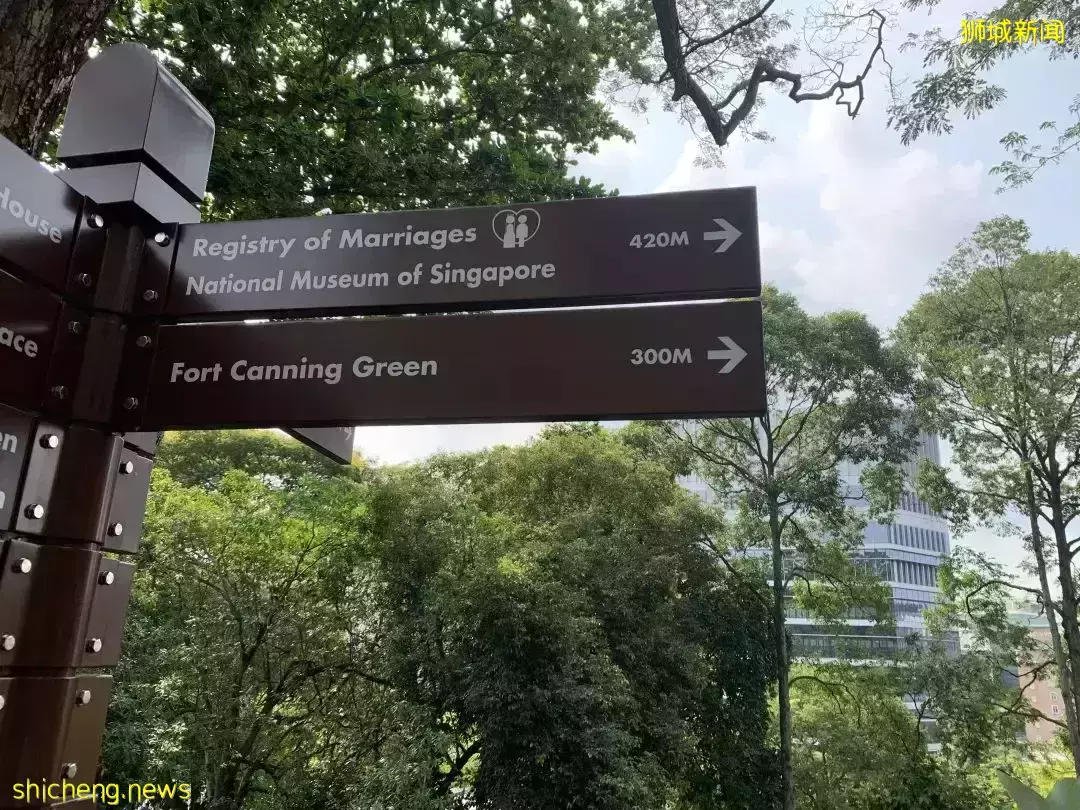 狮城新闻
House
Registry of Marriages 420M
National Museum of Singapore
ace
Fort Canning Green 300M
en
n
shicheng.news